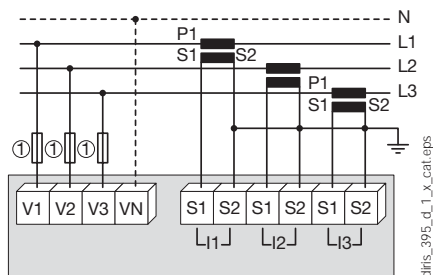 N
P1
L1
S1 S2
L2
P1
L3
S1 S2
① ① ①
V1 V2 V3 VN S1 S2 S1 S2 S1 S2
I1 I2 I3
diris_395_d_1_x_cat.eps